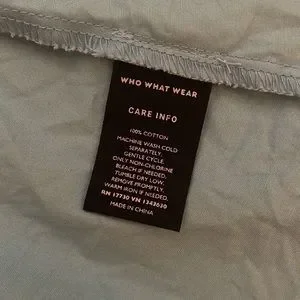 WHO WHAT WEAR
CARE INFO
100% COTTON
MACHINE WASH COLD
SEPARATELY.
GENTLE CYCLE.
ONLY NON-CHLORINE
BLEACH IF NEEDED.
TUMBLE DRY LOW.
REMOVE PROMPTLY.
WARM IRON IF NEEDED.
RN 17730 VN 1343630
MADE IN CHINA